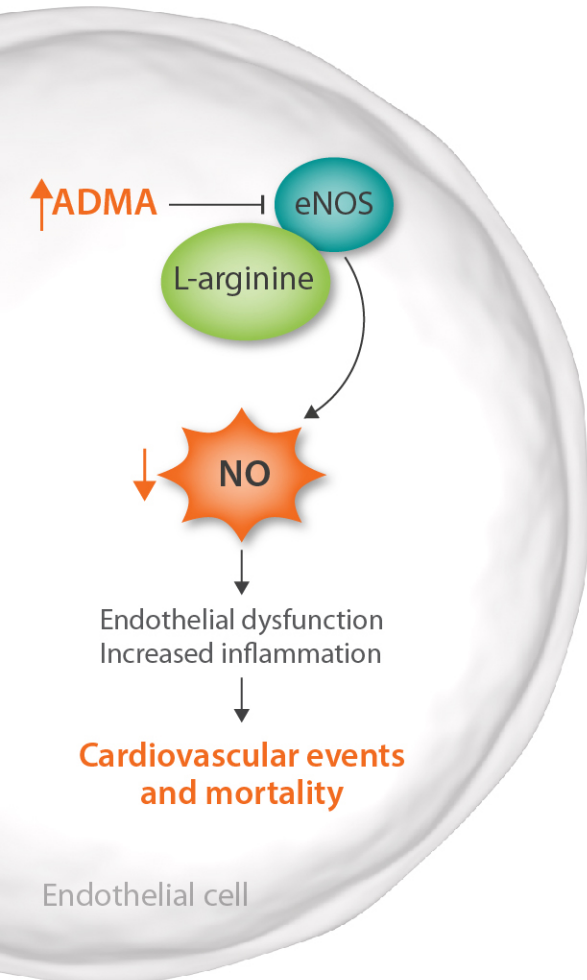 ADMA
eNOS
L-arginine
NO
Endothelial dysfunction
Increased inflammation
Cardiovascular events
and mortality
Endothelial cell